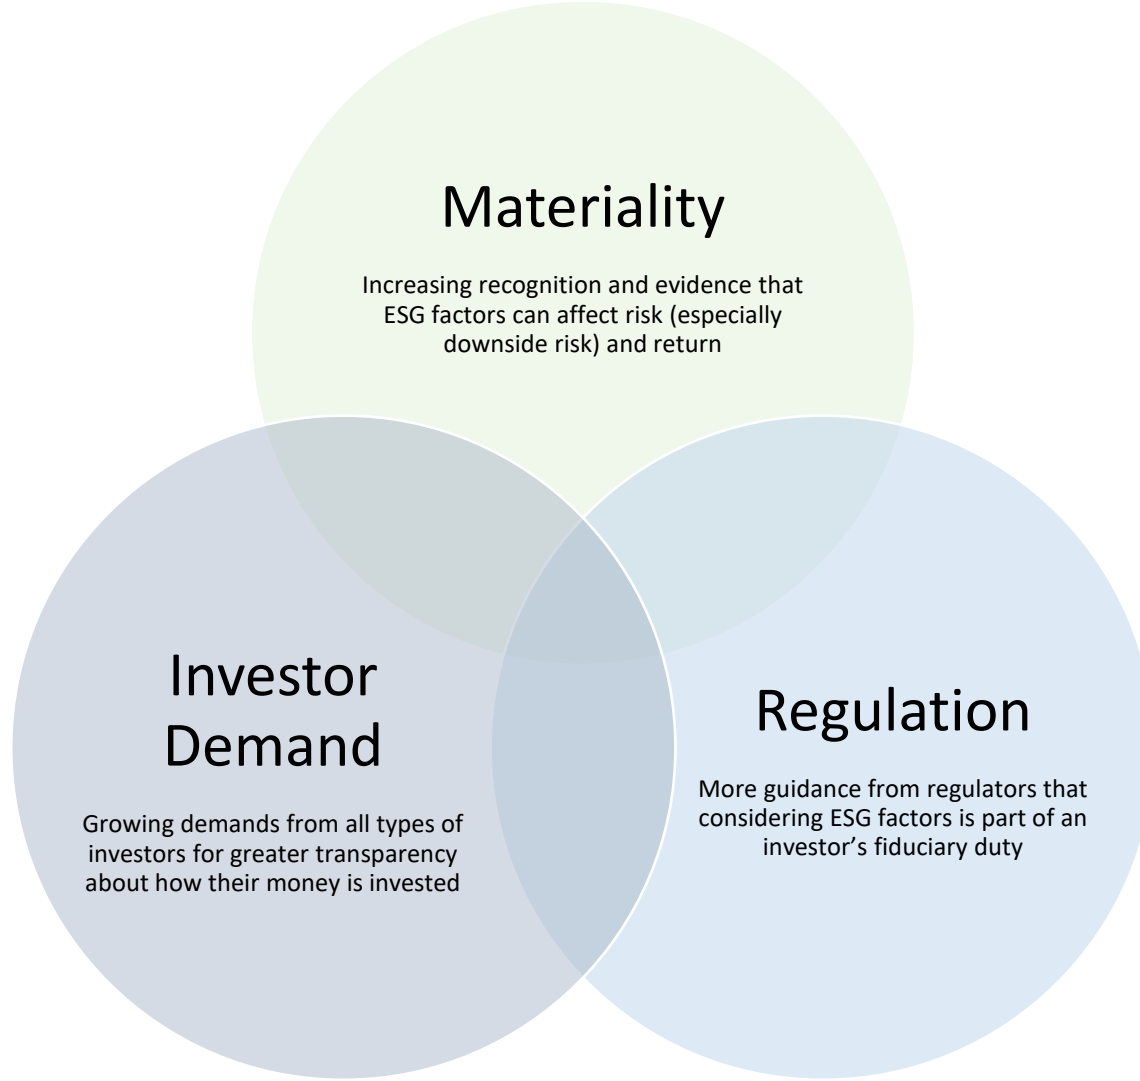 Materiality
Increasing recognition and evidence that
ESG factors can affect risk (especially
downside risk) and return
Investor
Demand
Growing demands from all types of
investors for greater transparency
about how their money is invested
Regulation
More guidance from regulators that
considering ESG factors is part of an
investor’s fiduciary duty